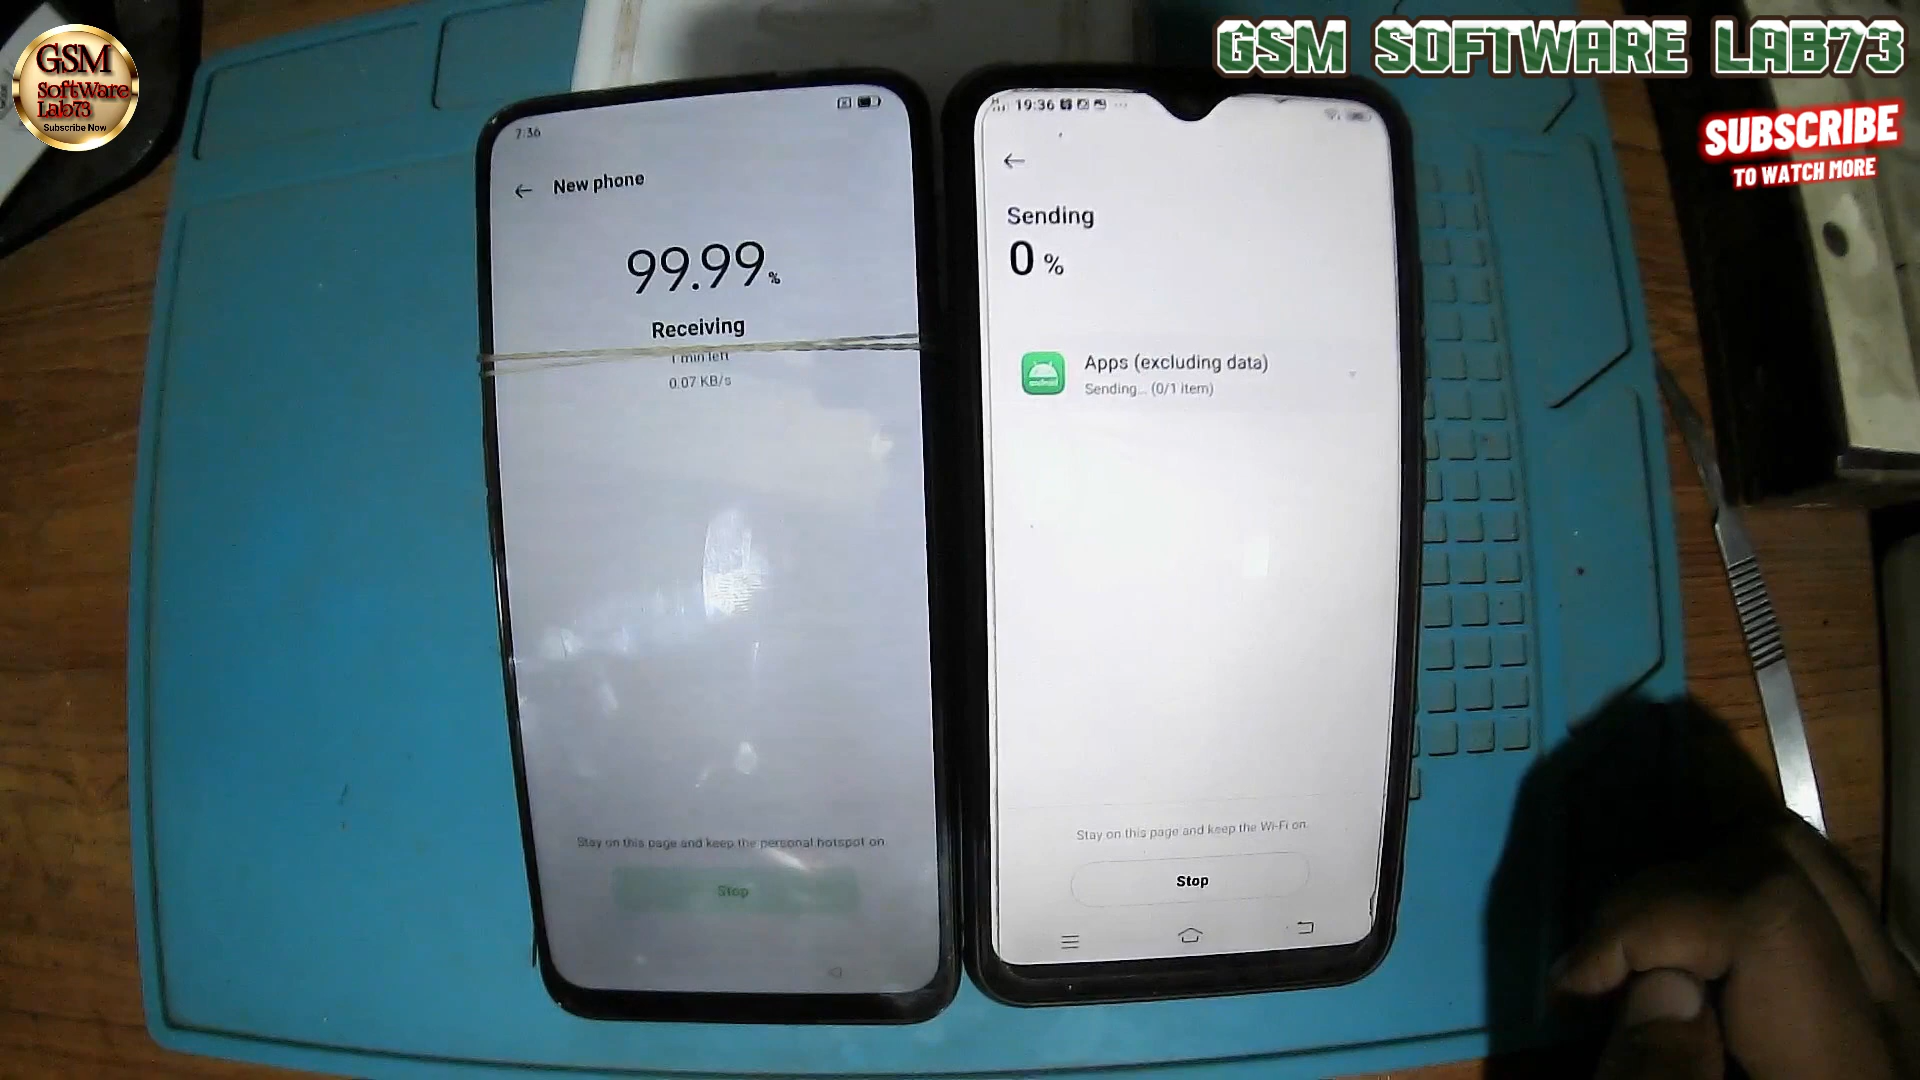 GSM
SoftWare
Lab73
Subscribe Now
GSM SOFTWARE LAB73
SUBSCRIBE
TO WATCH MORE
7:36
New phone
99.99%
Receiving
1 min left
0.07 KB/s
Stay on this page and keep the personal hotspot on
Stop
19:36
Sending
0 %
android
Apps (excluding data)
Sending... (0/1 item)
Stay on this page and keep the Wi-Fi on.
Stop